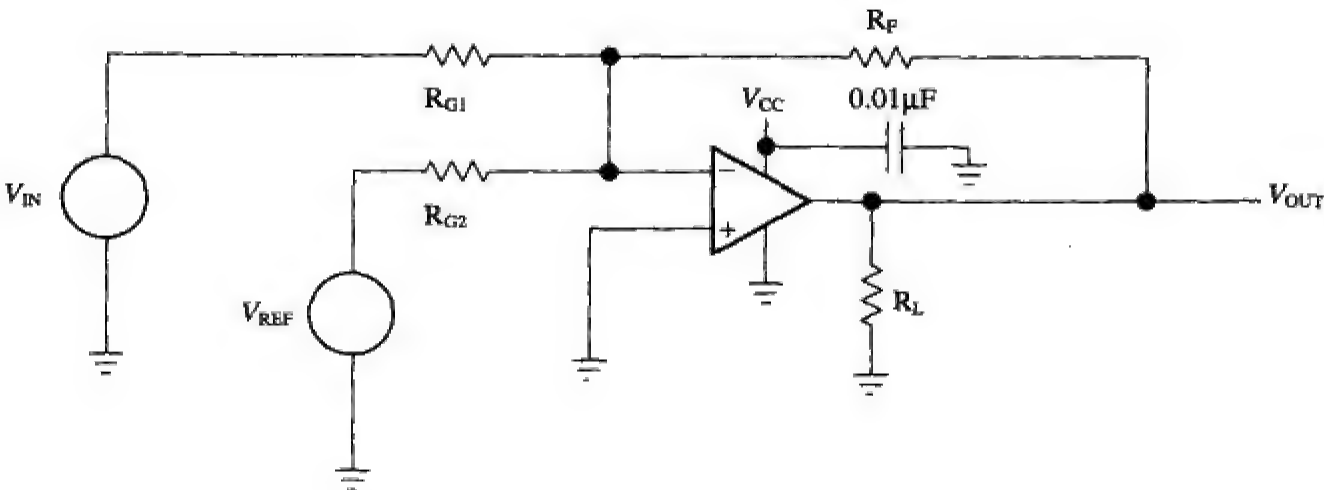 R_F
R_G1
V_CC
0.01µF
−
+
R_G2
V_IN
V_OUT
V_REF
R_L